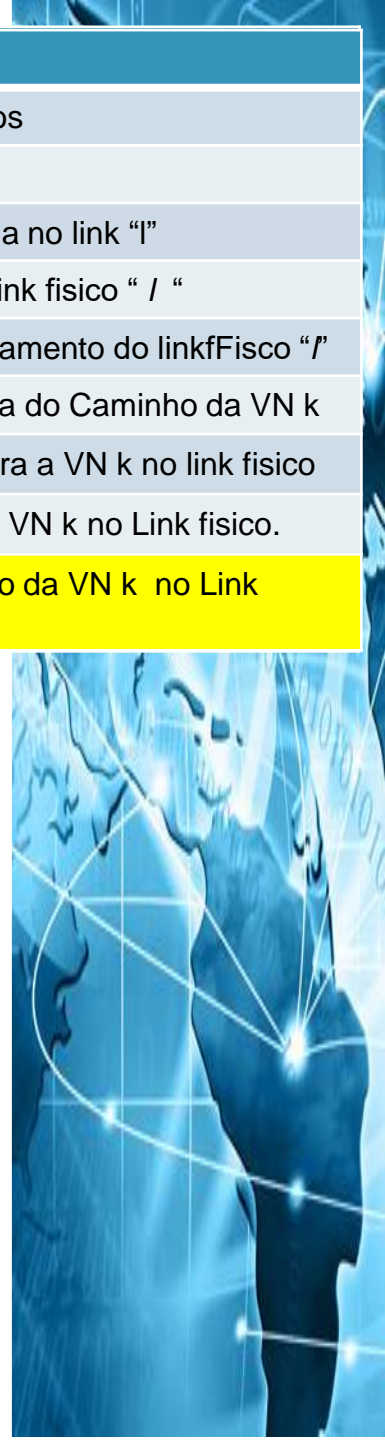 os
a no link “l”
ink fisico “ l “
amento do linkfFisco “l”
a do Caminho da VN k
ra a VN k no link fisico
VN k no Link fisico.
o da VN k no Link